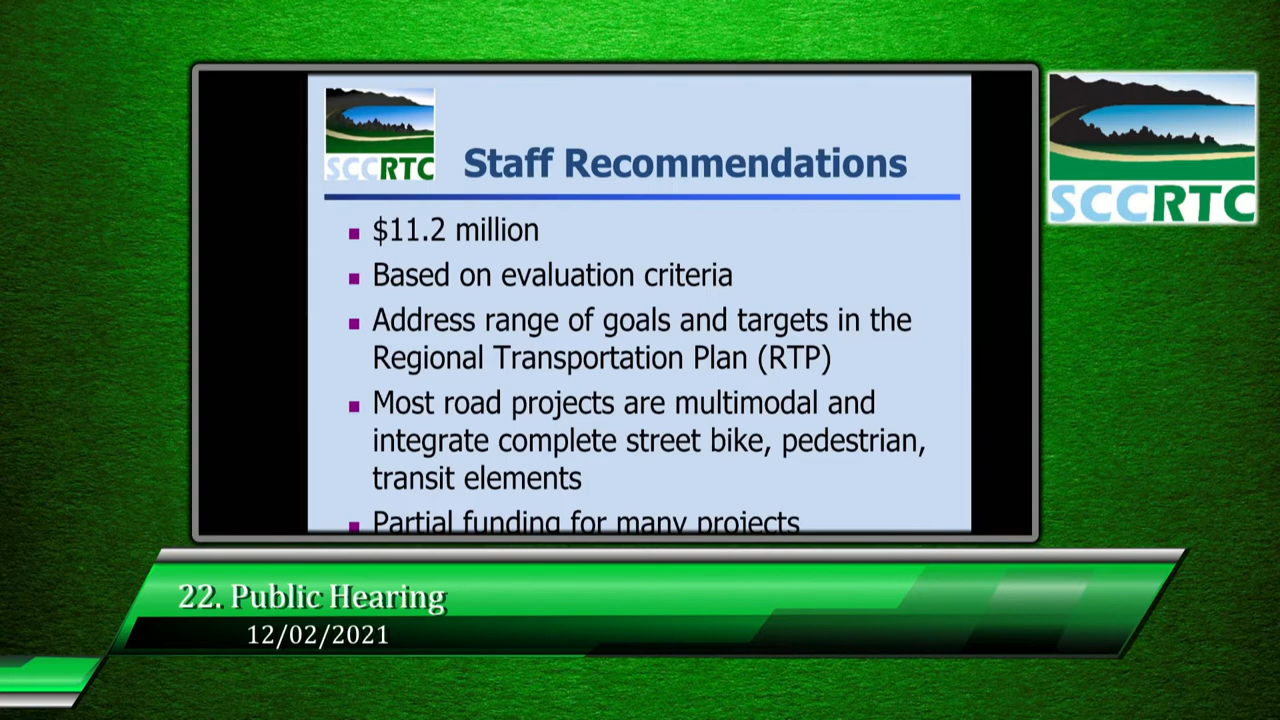 SCCRTC
Staff Recommendations
$11.2 million
Based on evaluation criteria
Address range of goals and targets in the
Regional Transportation Plan (RTP)
Most road projects are multimodal and
integrate complete street bike, pedestrian,
transit elements
Partial funding for many projects
SCCRTC
22. Public Hearing
12/02/2021